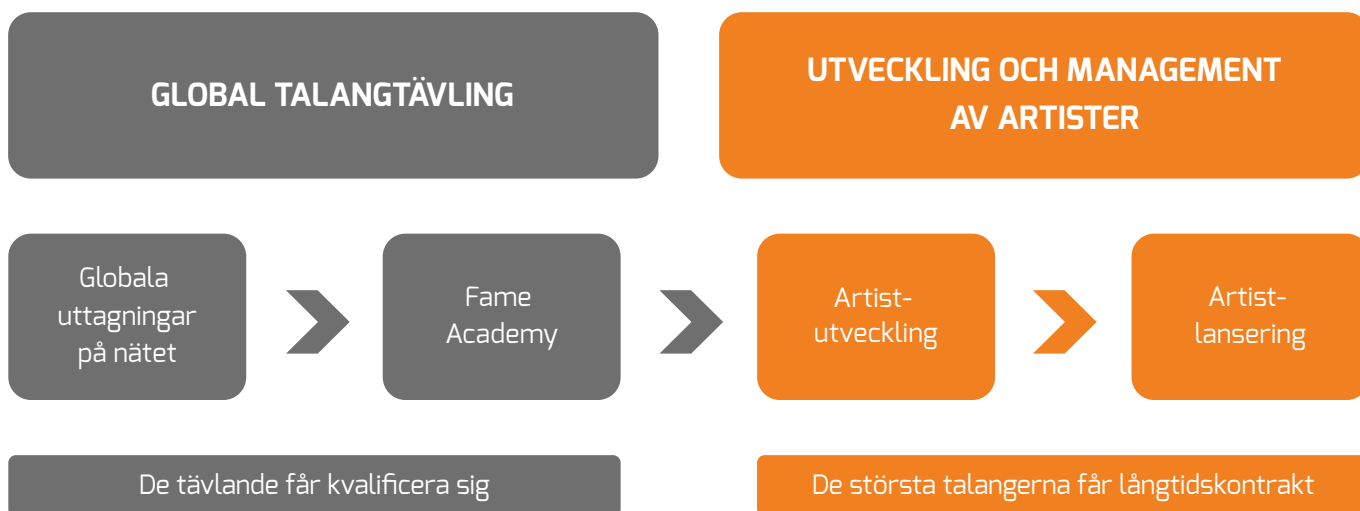 GLOBAL TALANGTÄVLING
UTVECKLING OCH MANAGEMENT
AV ARTISTER
Globala
uttagningar
på nätet
Fame
Academy
Artist-
utveckling
Artist-
lansering
De tävlande får kvalificera sig
De största talangerna får långtidskontrakt